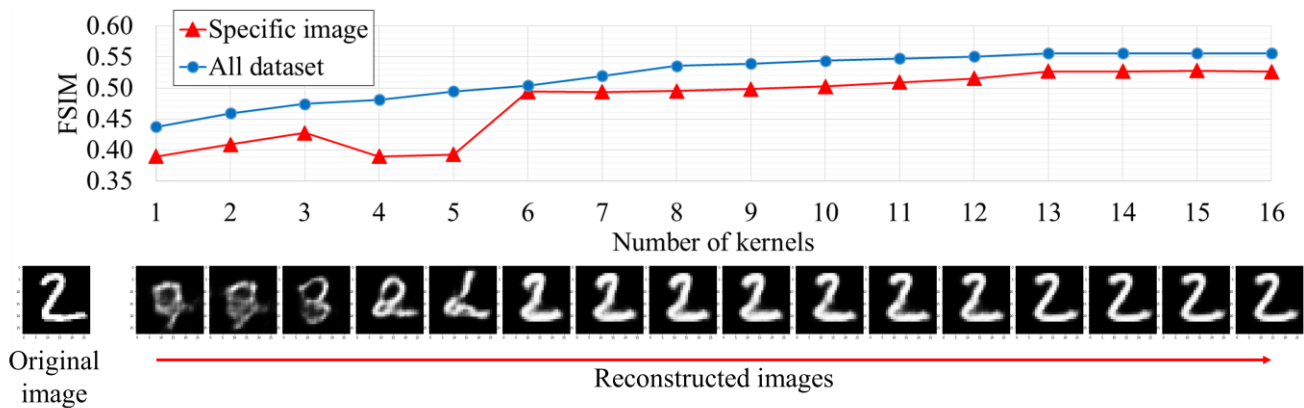 0.60
0.55
0.50
0.45
0.40
0.35
FSIM
Specific image
All dataset
1 2 3 4 5 6 7 8 9 10 11 12 13 14 15 16
Number of kernels
Original
image
Reconstructed images